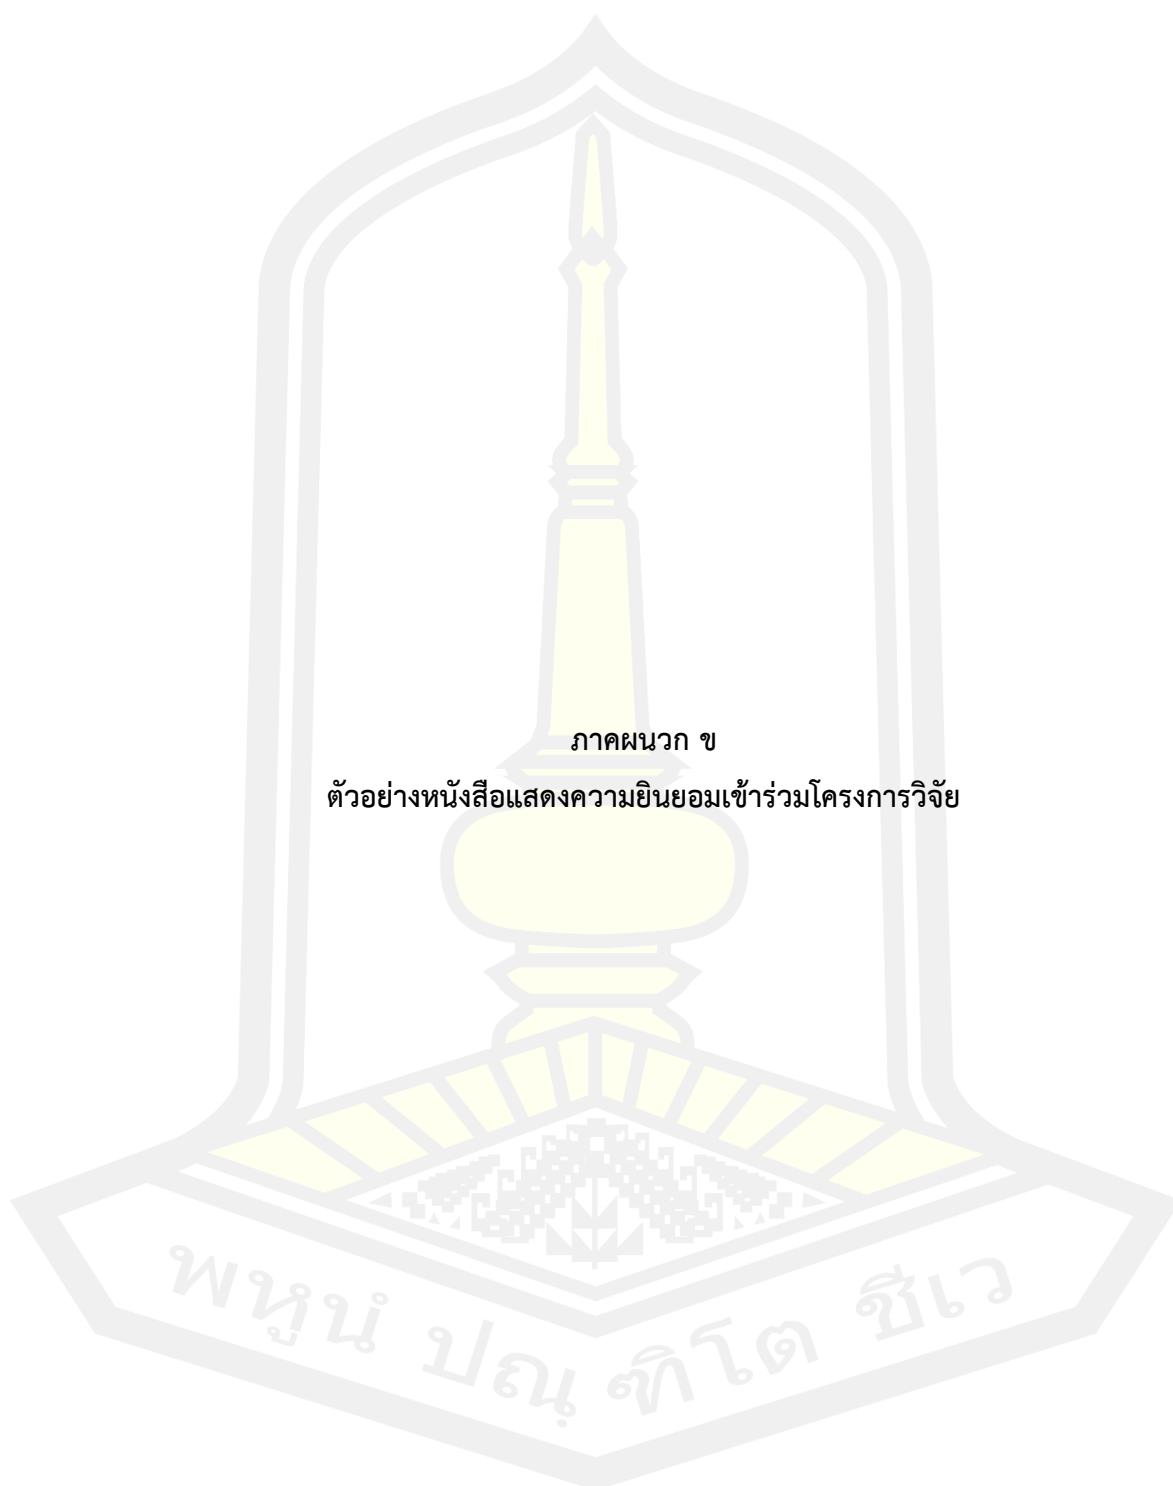 ภาคผนวก ข
ตัวอย่างหนังสือแสดงความยินยอมเข้าร่วมโครงการวิจัย
พหูนํ ปณฺ ฑิโต ชีเว